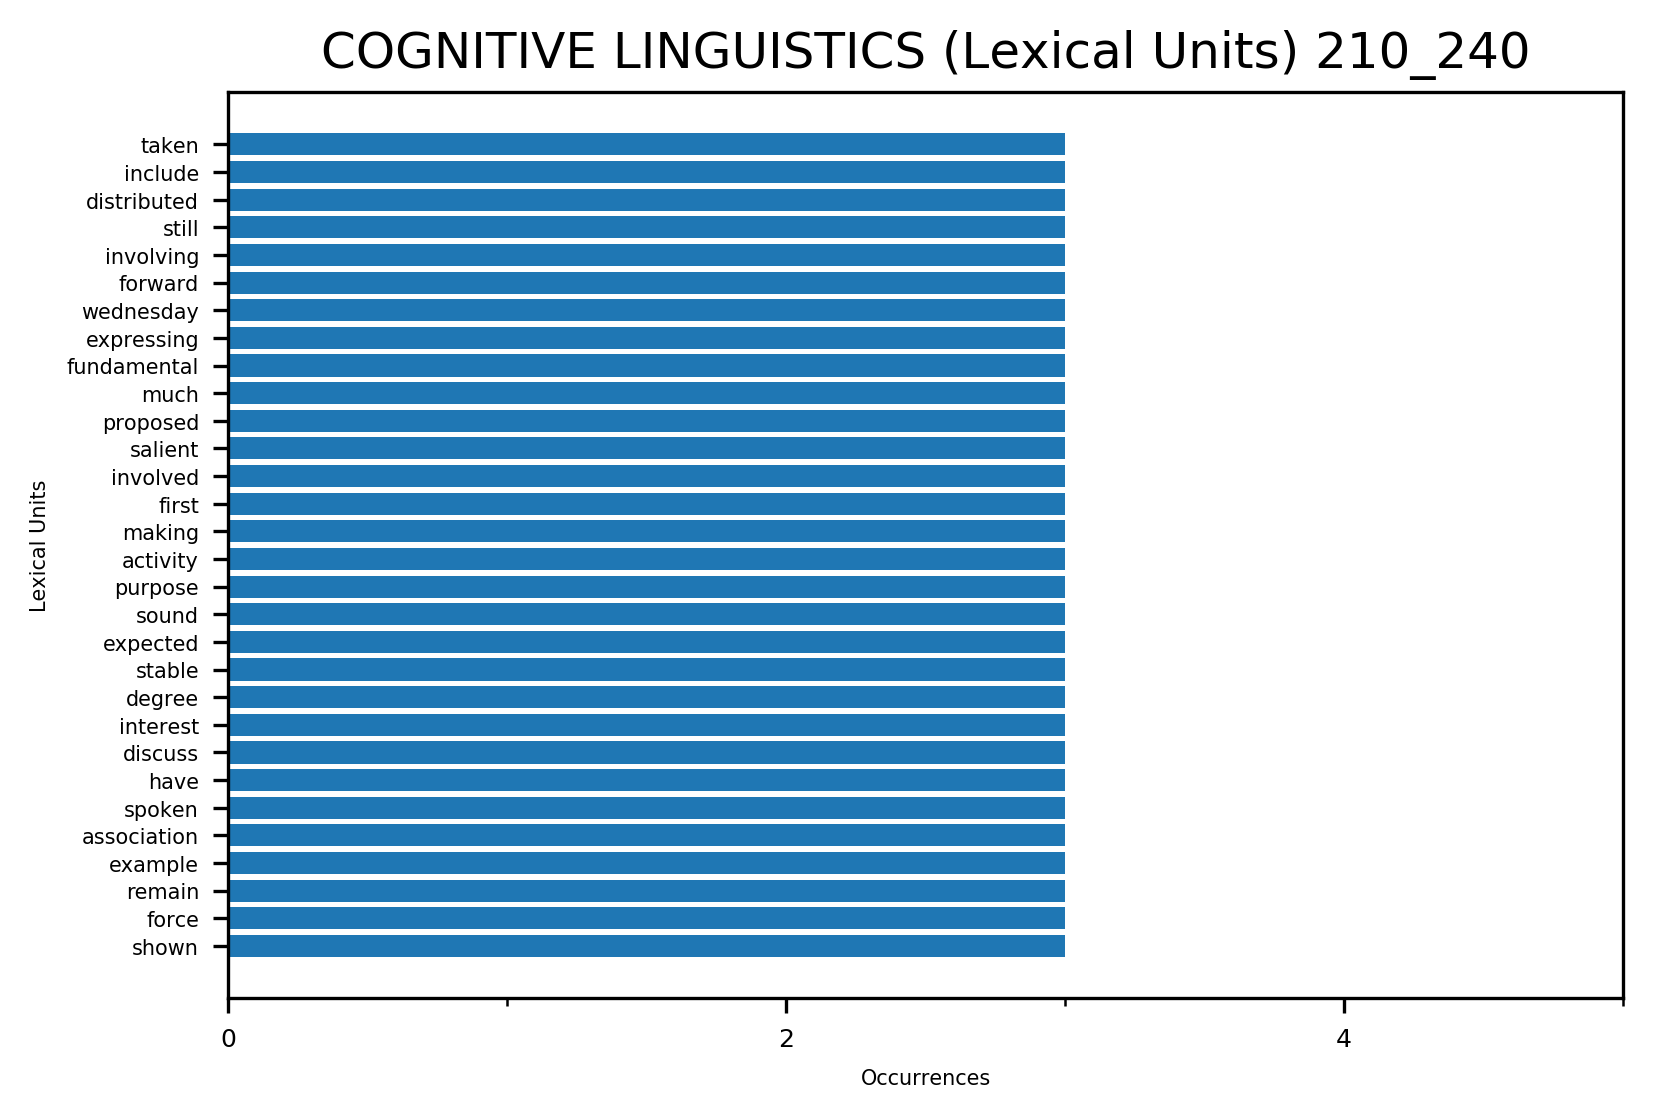 COGNITIVE LINGUISTICS (Lexical Units) 210_240
taken
include
distributed
still
involving
forward
wednesday
expressing
fundamental
much
proposed
salient
involved
first
making
activity
purpose
sound
expected
stable
degree
interest
discuss
have
spoken
association
example
remain
force
shown
Lexical Units
0 2 4
Occurrences